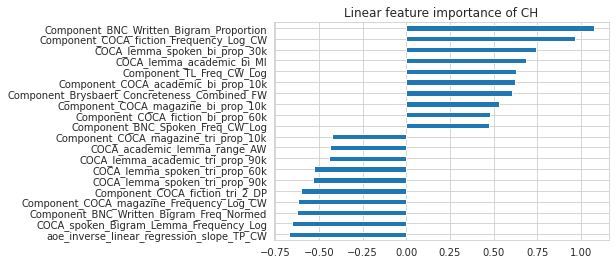 Linear feature importance of CH
Component_BNC_Written_Bigram_Proportion
Component_COCA_fiction_Frequency_Log_CW
COCA_lemma_spoken_bi_prop_30k
COCA_lemma_academic_bi_MI
Component_TL_Freq_CW_Log
Component_COCA_academic_bi_prop_10k
Component_Brysbaert_Concreteness_Combined_FW
Component_COCA_magazine_bi_prop_10k
Component_COCA_fiction_bi_prop_60k
Component_BNC_Spoken_Freq_CW_Log
Component_COCA_magazine_tri_prop_10k
COCA_academic_lemma_range_AW
COCA_lemma_academic_tri_prop_90k
COCA_lemma_spoken_tri_prop_60k
COCA_lemma_spoken_tri_prop_90k
Component_COCA_fiction_tri_2_DP
Component_COCA_magazine_Frequency_Log_CW
Component_BNC_Written_Bigram_Freq_Normed
COCA_spoken_Bigram_Lemma_Frequency_Log
aoe_inverse_linear_regression_slope_TP_CW
−0.75 −0.50 −0.25 0.00 0.25 0.50 0.75 1.00